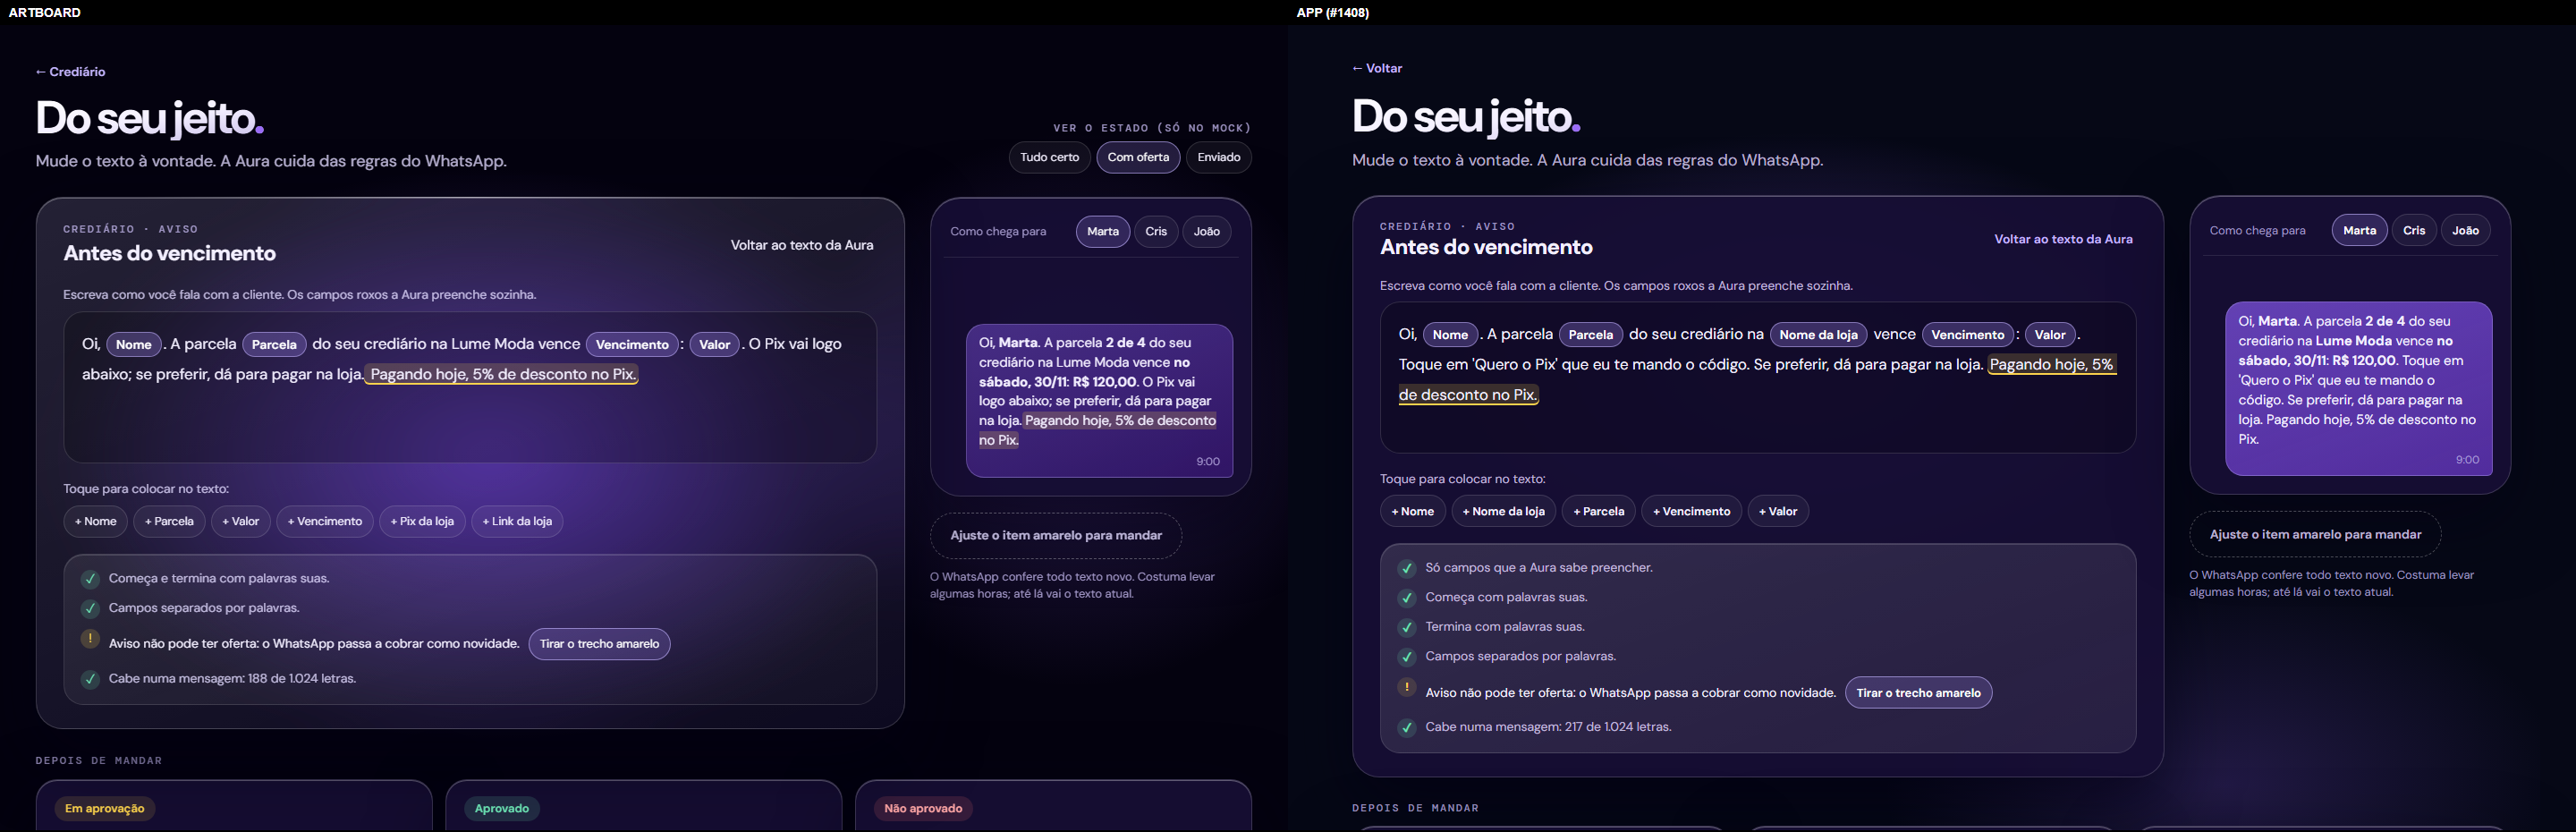 ARTBOARD
← Crediário
Do seu jeito.
Mude o texto à vontade. A Aura cuida das regras do WhatsApp.
VER O ESTADO (SÓ NO MOCK)
Tudo certo
Com oferta
Enviado
CREDIÁRIO · AVISO
Antes do vencimento
Voltar ao texto da Aura
Escreva como você fala com a cliente. Os campos roxos a Aura preenche sozinha.
Oi, Nome . A parcela Parcela do seu crediário na Lume Moda vence Vencimento : Valor . O Pix vai logo
abaixo; se preferir, dá para pagar na loja. Pagando hoje, 5% de desconto no Pix.
Toque para colocar no texto:
+ Nome
+ Parcela
+ Valor
+ Vencimento
+ Pix da loja
+ Link da loja
✓ Começa e termina com palavras suas.
✓ Campos separados por palavras.
! Aviso não pode ter oferta: o WhatsApp passa a cobrar como novidade. Tirar o trecho amarelo
✓ Cabe numa mensagem: 188 de 1.024 letras.
Como chega para
Marta
Cris
João
Oi, Marta. A parcela 2 de 4 do seu
crediário na Lume Moda vence no
sábado, 30/11: R$ 120,00. O Pix vai
logo abaixo; se preferir, dá para pagar
na loja. Pagando hoje, 5% de desconto
no Pix.
9:00
Ajuste o item amarelo para mandar
O WhatsApp confere todo texto novo. Costuma levar
algumas horas; até lá vai o texto atual.
DEPOIS DE MANDAR
Em aprovação
Aprovado
Não aprovado
APP (#1408)
← Voltar
Do seu jeito.
Mude o texto à vontade. A Aura cuida das regras do WhatsApp.
CREDIÁRIO · AVISO
Antes do vencimento
Voltar ao texto da Aura
Escreva como você fala com a cliente. Os campos roxos a Aura preenche sozinha.
Oi, Nome . A parcela Parcela do seu crediário na Nome da loja vence Vencimento : Valor .
Toque em 'Quero o Pix' que eu te mando o código. Se preferir, dá para pagar na loja. Pagando hoje, 5%
de desconto no Pix.
Toque para colocar no texto:
+ Nome
+ Nome da loja
+ Parcela
+ Vencimento
+ Valor
✓ Só campos que a Aura sabe preencher.
✓ Começa com palavras suas.
✓ Termina com palavras suas.
✓ Campos separados por palavras.
! Aviso não pode ter oferta: o WhatsApp passa a cobrar como novidade. Tirar o trecho amarelo
✓ Cabe numa mensagem: 217 de 1.024 letras.
Como chega para
Marta
Cris
João
Oi, Marta. A parcela 2 de 4 do seu
crediário na Lume Moda vence no
sábado, 30/11: R$ 120,00. Toque em
'Quero o Pix' que eu te mando o
código. Se preferir, dá para pagar na
loja. Pagando hoje, 5% de desconto no
Pix.
9:00
Ajuste o item amarelo para mandar
O WhatsApp confere todo texto novo. Costuma levar
algumas horas; até lá vai o texto atual.
DEPOIS DE MANDAR